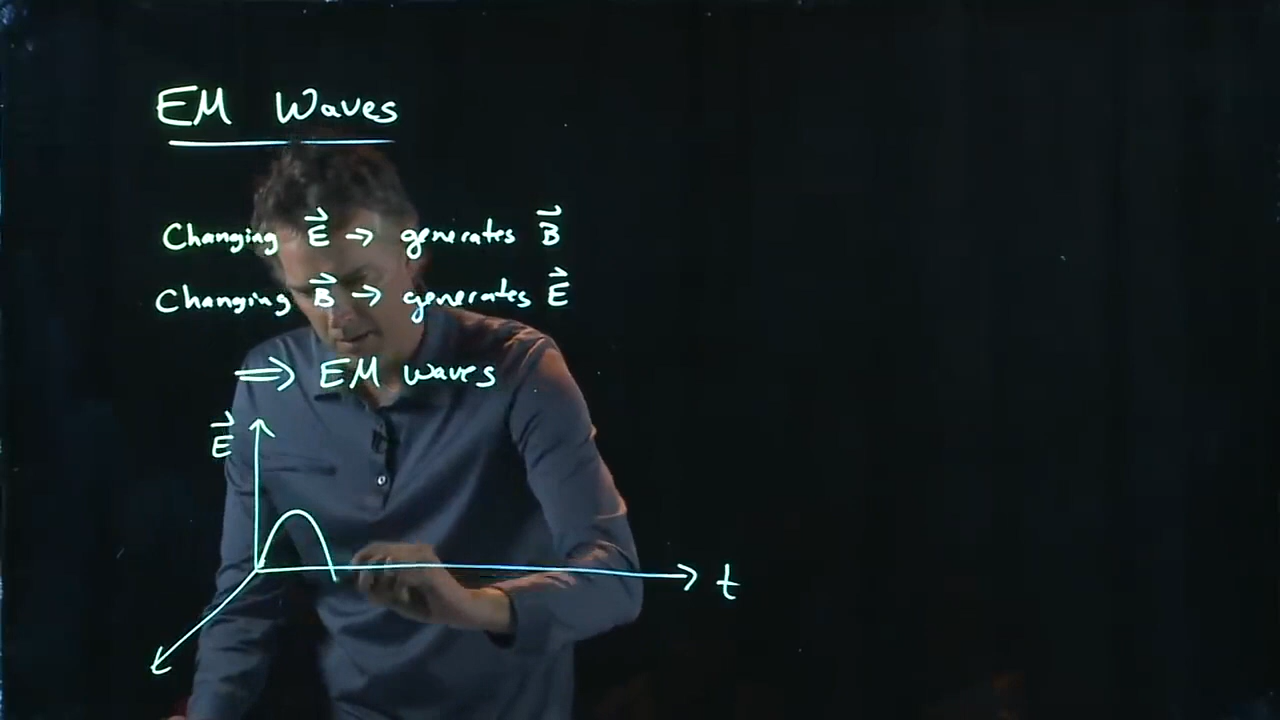 EM Waves
Changing E⃗ → generates B⃗
Changing B⃗ → generates E⃗
⇒ EM waves
E⃗
t